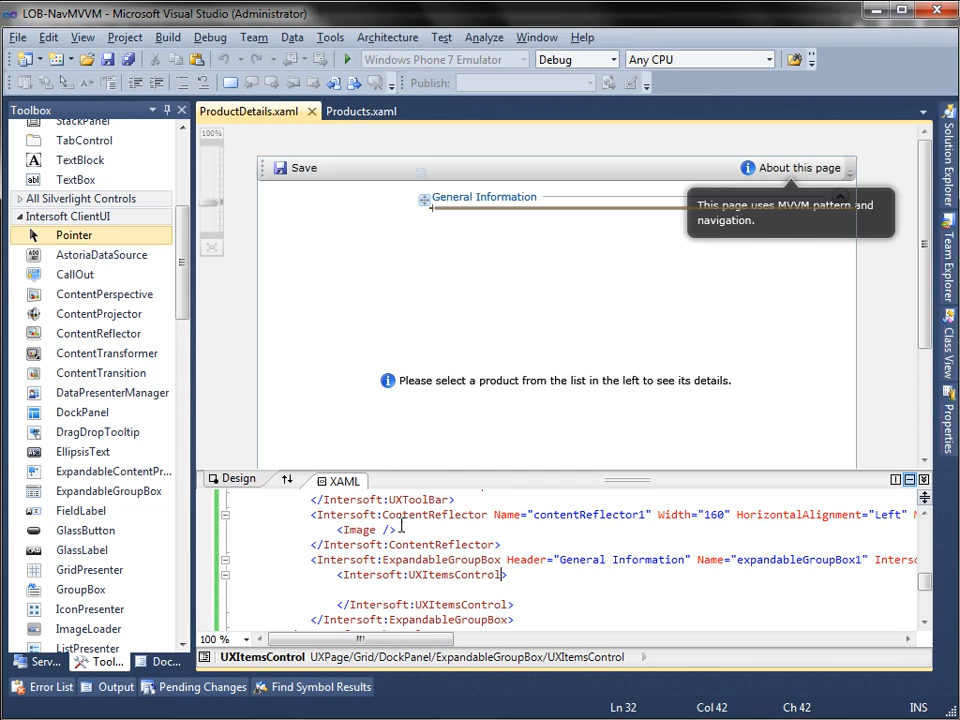 LOB-NavMVVM - Microsoft Visual Studio (Administrator)
File Edit View Project Build Debug Team Data Tools Architecture Test Analyze Window Help
Windows Phone 7 Emulator Debug Any CPU
Publish:
Toolbox
StackPanel
TabControl
TextBlock
TextBox
All Silverlight Controls
Intersoft ClientUI
Pointer
AstoriaDataSource
CallOut
ContentPerspective
ContentProjector
ContentReflector
ContentTransformer
ContentTransition
DataPresenterManager
DockPanel
DragDropTooltip
EllipsisText
ExpandableContentPr...
ExpandableGroupBox
FieldLabel
GlassButton
GlassLabel
GridPresenter
GroupBox
IconPresenter
ImageLoader
ListPresenter
Serv... Tool... Doc...
ProductDetails.xaml Products.xaml
100%
Save About this page
General Information
This page uses MVVM pattern and
navigation.
Please select a product from the list in the left to see its details.
Design XAML
</Intersoft:UXToolBar>
<Intersoft:ContentReflector Name="contentReflector1" Width="160" HorizontalAlignment="Left"
<Image />
</Intersoft:ContentReflector>
<Intersoft:ExpandableGroupBox Header="General Information" Name="expandableGroupBox1" Interso
<Intersoft:UXItemsControl>
</Intersoft:UXItemsControl>
</Intersoft:ExpandableGroupBox>
100 %
UXItemsControl UXPage/Grid/DockPanel/ExpandableGroupBox/UXItemsControl
Solution Explorer
Team Explorer
Class View
Properties
Error List Output Pending Changes Find Symbol Results
Ln 32 Col 42 Ch 42 INS